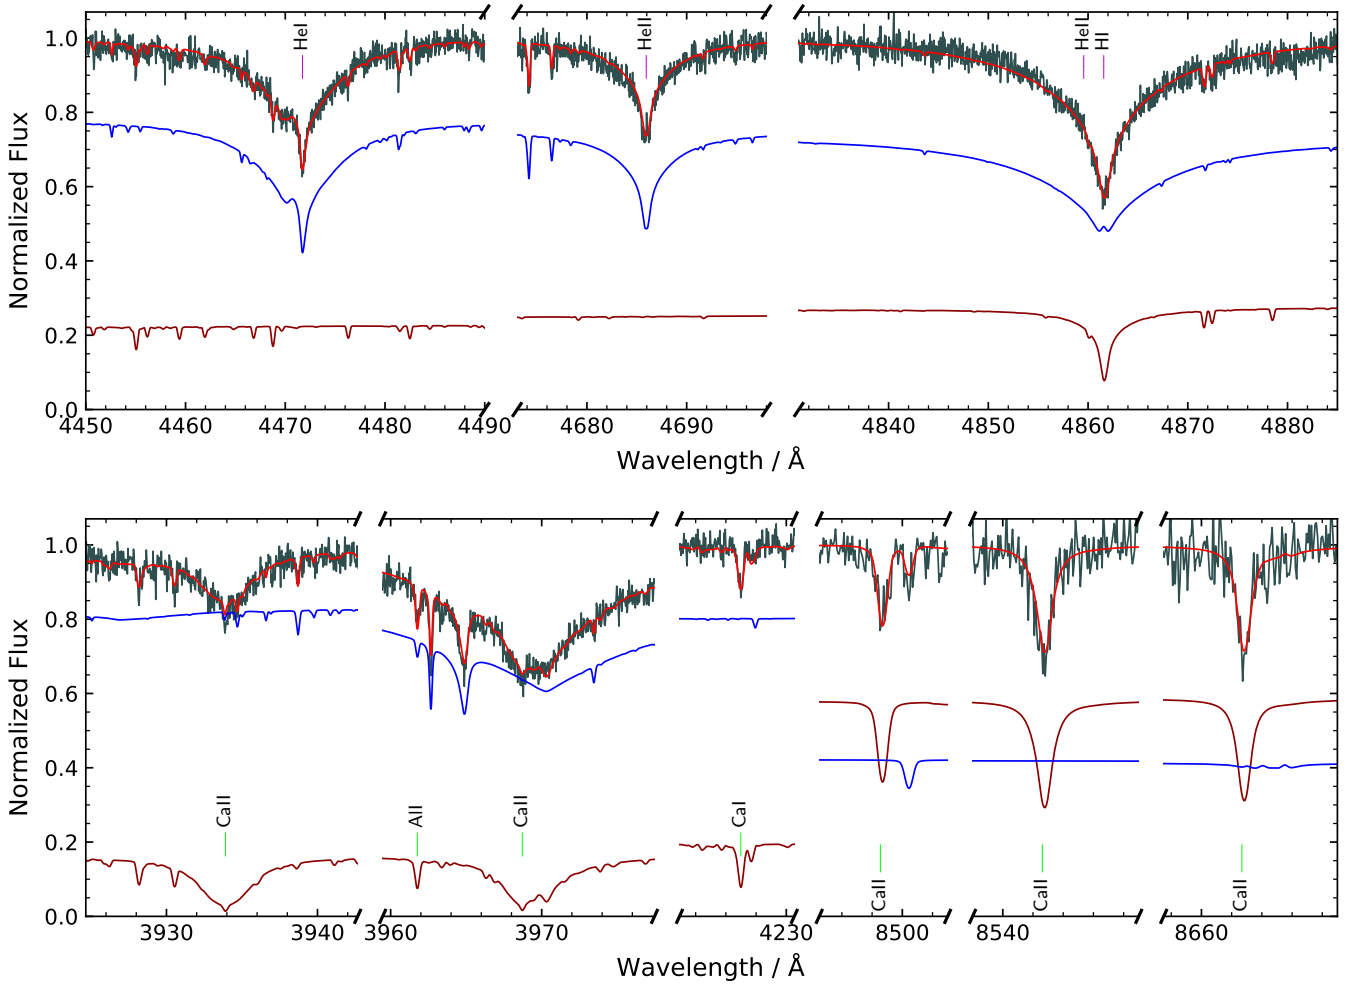 HeI
HeII
HeII
HI
1.0
0.8
0.6
0.4
0.2
0.0
Normalized Flux
4450
4460
4470
4480
4490
4680
4690
4840
4850
4860
4870
4880
Wavelength / Å
1.0
0.8
0.6
0.4
0.2
0.0
Normalized Flux
CaII
AlI
CaII
CaI
CaII
CaII
CaII
3930
3940
3960
3970
4230
8500
8540
8660
Wavelength / Å